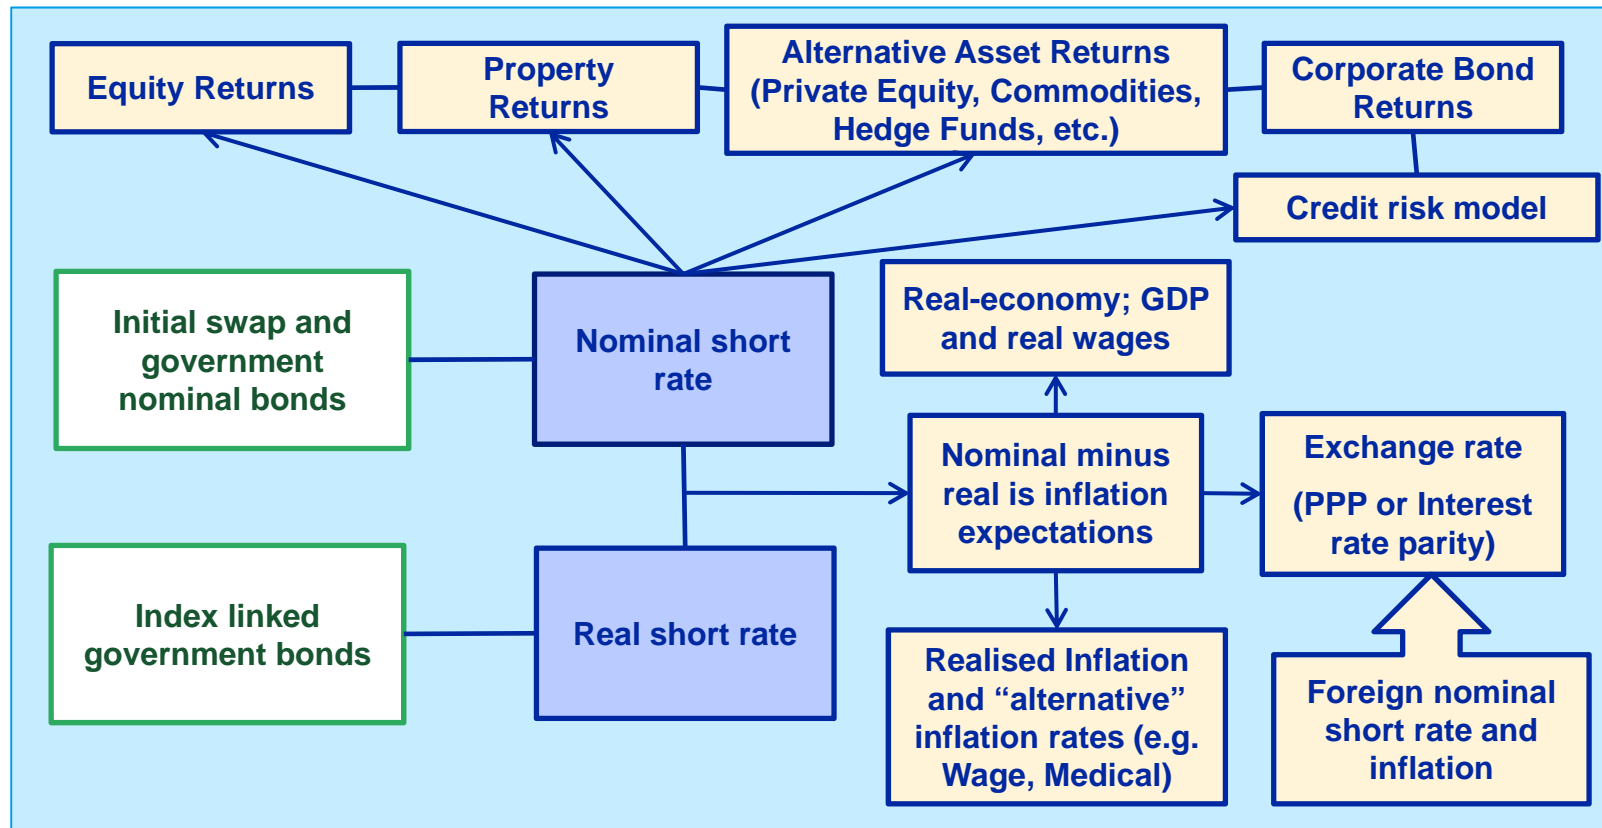 Equity Returns
Property
Returns
Alternative Asset Returns
(Private Equity, Commodities,
Hedge Funds, etc.)
Corporate Bond
Returns
Credit risk model
Initial swap and
government
nominal bonds
Nominal short
rate
Real-economy; GDP
and real wages
Nominal minus
real is inflation
expectations
Exchange rate
(PPP or Interest
rate parity)
Index linked
government bonds
Real short rate
Realised Inflation
and “alternative”
inflation rates (e.g.
Wage, Medical)
Foreign nominal
short rate and
inflation